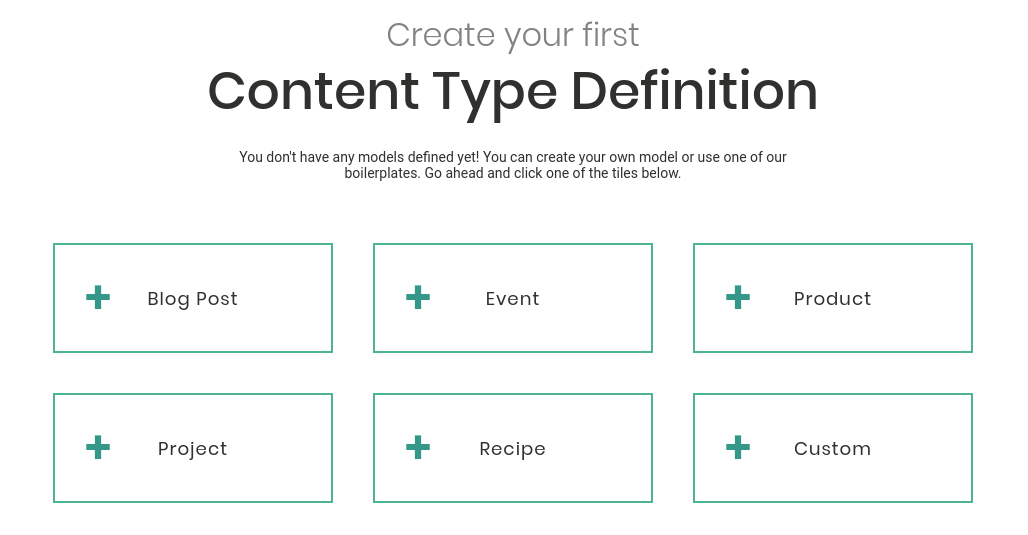 Create your first
Content Type Definition
You don't have any models defined yet! You can create your own model or use one of our
boilerplates. Go ahead and click one of the tiles below.
Blog Post
Event
Product
Project
Recipe
Custom